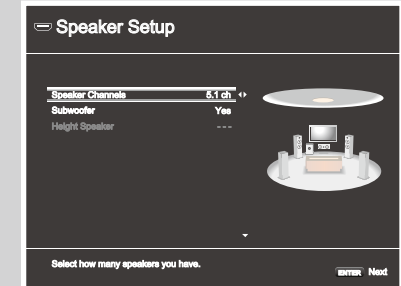 Speaker Setup
Speaker Channels 5.1 ch
Subwoofer Yes
Height Speaker ---
Select how many speakers you have.
ENTER Next